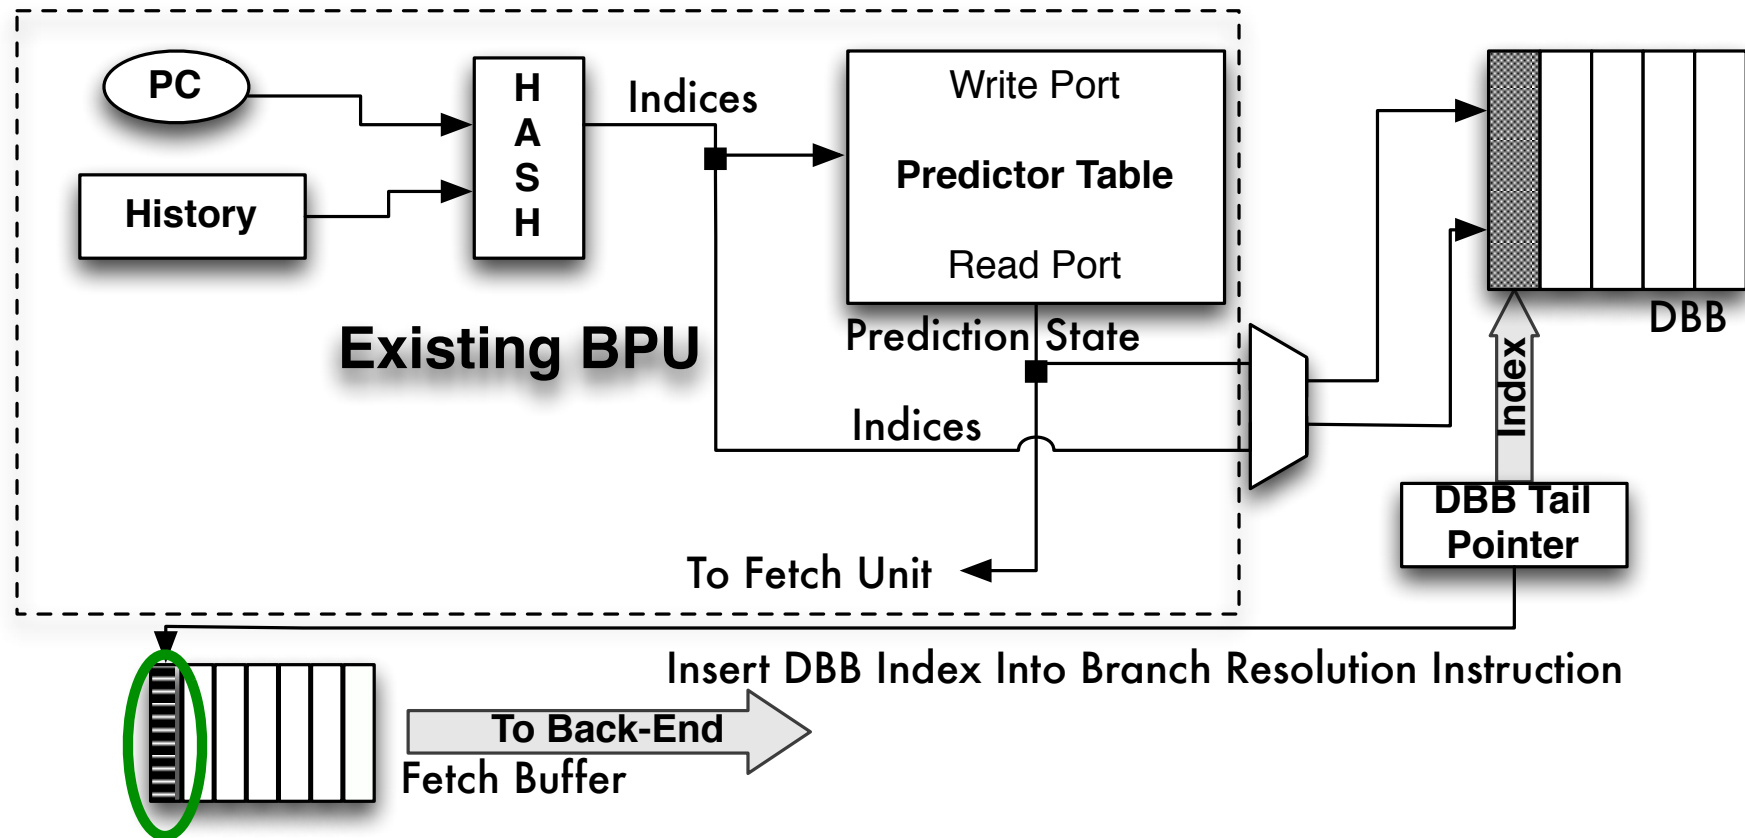 PC
History
H
A
S
H
Indices
Write Port
Predictor Table
Read Port
Prediction State
Existing BPU
Indices
To Fetch Unit
DBB
Index
DBB Tail
Pointer
Insert DBB Index Into Branch Resolution Instruction
To Back-End
Fetch Buffer